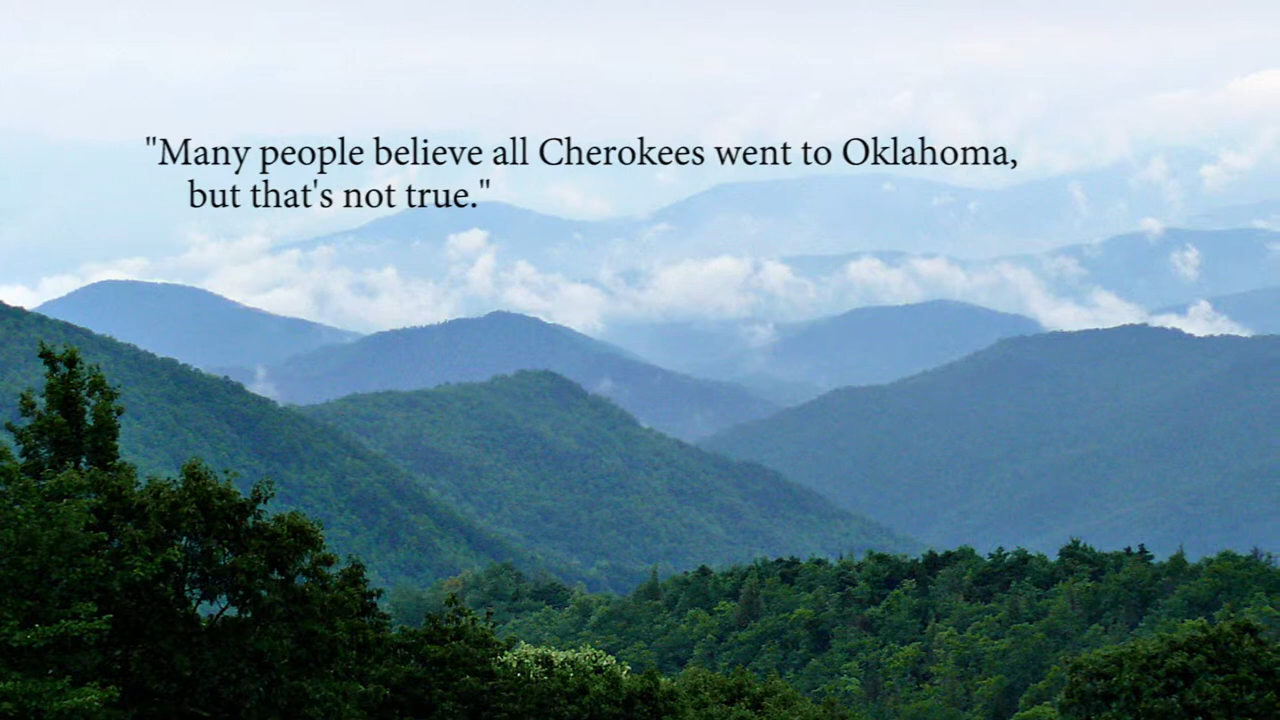 "Many people believe all Cherokees went to Oklahoma,
but that's not true."